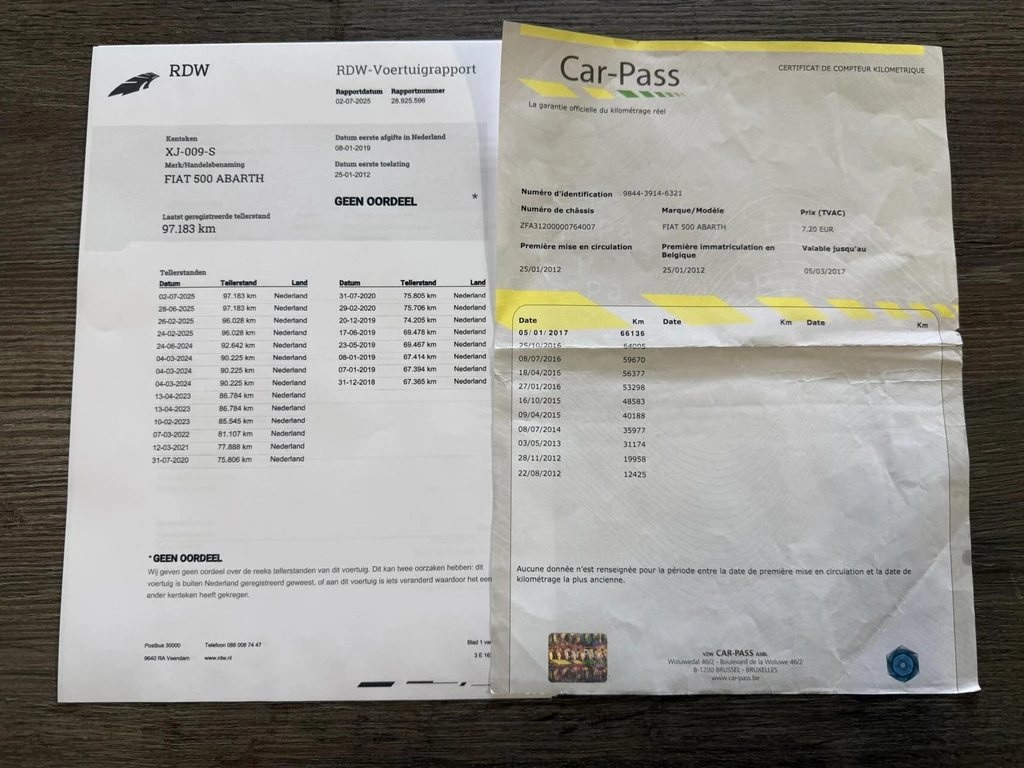 RDW
RDW-Voertuigrapport
Rapportdatum Rapportnummer
02-07-2025 28.925.596
Kenteken
XJ-009-S
Merk/Handelsbenaming
FIAT 500 ABARTH
Datum eerste afgifte in Nederland
08-01-2019
Datum eerste toelating
25-01-2012
GEEN OORDEEL *
Laatst geregistreerde tellerstand
97.183 km
Tellerstanden
Datum Tellerstand Land
02-07-2025 97.183 km Nederland
28-06-2025 97.183 km Nederland
26-02-2025 96.028 km Nederland
24-02-2025 96.028 km Nederland
24-06-2024 92.642 km Nederland
04-03-2024 90.225 km Nederland
04-03-2024 90.225 km Nederland
04-03-2024 90.225 km Nederland
13-04-2023 86.784 km Nederland
13-04-2023 86.784 km Nederland
10-02-2023 85.545 km Nederland
07-03-2022 81.107 km Nederland
12-03-2021 77.888 km Nederland
31-07-2020 75.806 km Nederland
Datum Tellerstand Land
31-07-2020 75.805 km Nederland
29-02-2020 75.706 km Nederland
20-12-2019 74.205 km Nederland
17-06-2019 69.478 km Nederland
23-05-2019 69.467 km Nederland
08-01-2019 67.414 km Nederland
07-01-2019 67.394 km Nederland
31-12-2018 67.365 km Nederland
* GEEN OORDEEL
Wij geven geen oordeel over de reeks tellerstanden van dit voertuig. Dit kan twee oorzaken hebben: dit
voertuig is buiten Nederland geregistreerd geweest, of aan dit voertuig is iets veranderd waardoor het een
ander kenteken heeft gekregen.
Postbus 30000 Telefoon 088 008 74 47
9640 RA Veendam www.rdw.nl
Blad 1 van
3 E 16
Car-Pass
CERTIFICAT DE COMPTEUR KILOMETRIQUE
La garantie officielle du kilométrage réel
Numéro d'identification 9844-3914-6321
Numéro de châssis Marque/Modèle Prix (TVAC)
ZFA31200000764007 FIAT 500 ABARTH 7.20 EUR
Première mise en circulation Première immatriculation en Belgique Valable jusqu'au
25/01/2012 25/01/2012 05/03/2017
Date Km Date Km Date Km
05/01/2017 66136
25/10/2016 64095
08/07/2016 59670
18/04/2016 56377
27/01/2016 53298
16/10/2015 48583
09/04/2015 40188
08/07/2014 35977
03/05/2013 31174
28/11/2012 19958
22/08/2012 12425
Aucune donnée n'est renseignée pour la période entre la date de première mise en circulation et la date de
kilométrage la plus ancienne.
VZW CAR-PASS ASBL
Woluwedal 46/2 - Boulevard de la Woluwe 46/2
B-1200 BRUSSEL - BRUXELLES
www.car-pass.be